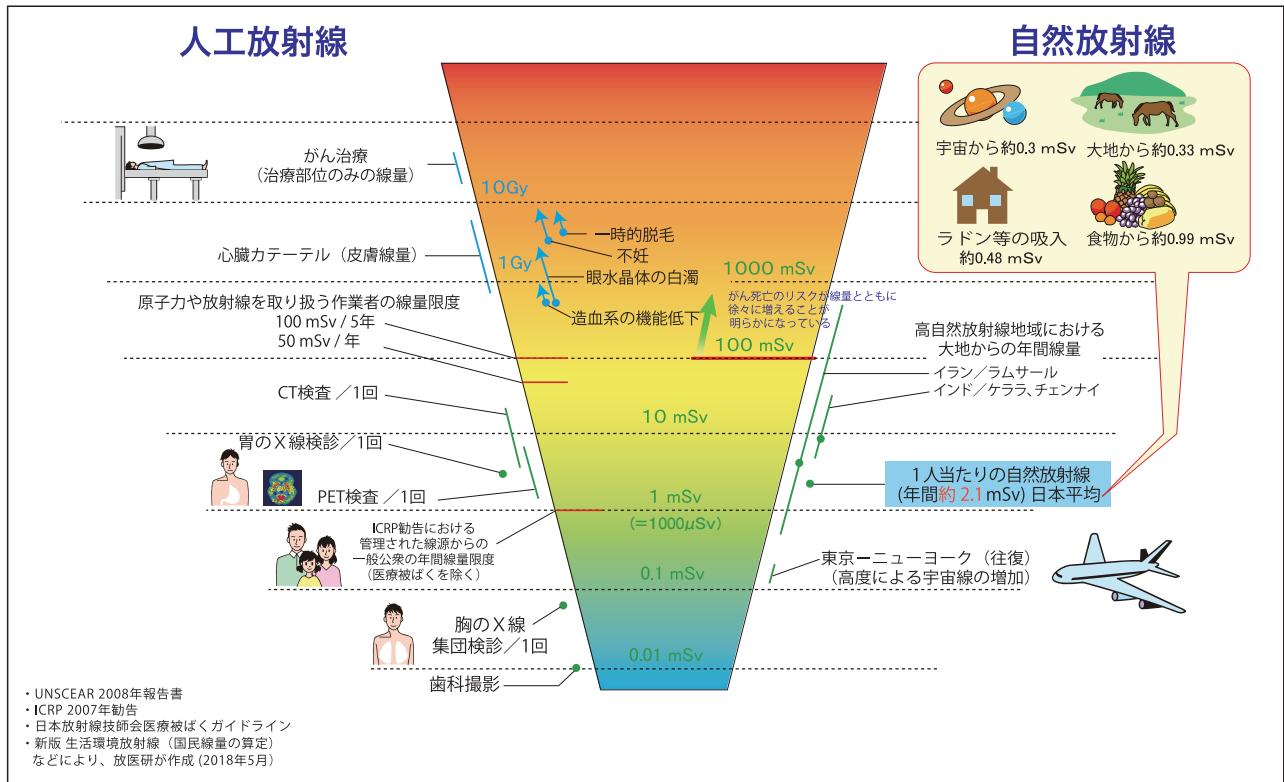 人工放射線
自然放射線
宇宙から約0.3 mSv
大地から約0.33 mSv
ラドン等の吸入
約0.48 mSv
食物から約0.99 mSv
がん治療
(治療部位のみの線量)
10Gy
心臓カテーテル(皮膚線量)
1Gy
一時的脱毛
不妊
眼水晶体の白濁
造血系の機能低下
1000 mSv
がん死亡のリスクが線量とともに
徐々に増えることが
明らかになっている
原子力や放射線を取り扱う作業者の線量限度
100 mSv / 5年
50 mSv / 年
100 mSv
高自然放射線地域における
大地からの年間線量
イラン/ラムサール
インド/ケララ、チェンナイ
CT検査 /1回
10 mSv
胃のX線検診/1回
PET検査 /1回
1 mSv
(=1000μSv)
1人当たりの自然放射線
(年間約 2.1 mSv) 日本平均
ICRP勧告における
管理された線源からの
一般公衆の年間線量限度
(医療被ばくを除く)
0.1 mSv
東京ーニューヨーク(往復)
(高度による宇宙線の増加)
胸のX線
集団検診/1回
0.01 mSv
歯科撮影
・UNSCEAR 2008年報告書
・ICRP 2007年勧告
・日本放射線技師会医療被ばくガイドライン
・新版 生活環境放射線(国民線量の算定)
などにより、放医研が作成 (2018年5月)